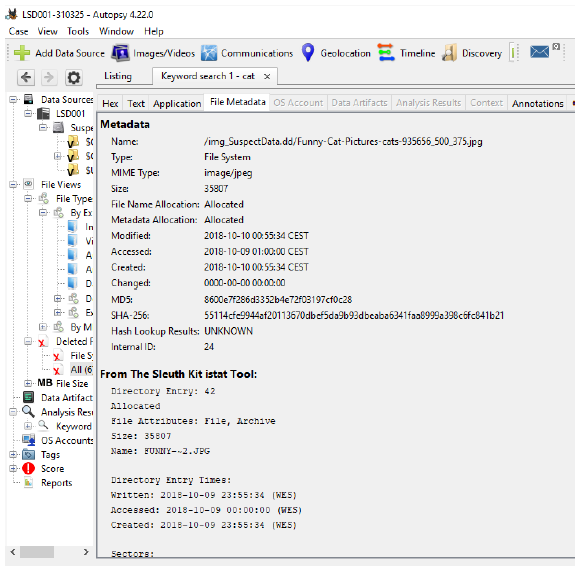 LSD001-310325 - Autopsy 4.22.0
Case View Tools Window Help
Add Data Source Images/Videos Communications Geolocation Timeline Discovery
Listing Keyword search 1 - cat ×
Hex Text Application File Metadata OS Account Data Artifacts Analysis Results Context Annotations
Data Sources
LSD001
Suspe
$O
$C
$U
File Views
File Types
By Ex
In
Vi
A
A
D
D
Ex
By M
Deleted F
File Sy
All (6)
MB File Size
Data Artifact
Analysis Resu
Keyword
OS Accounts
Tags
Score
Reports
Metadata
Name: /img_SuspectData.dd/Funny-Cat-Pictures-cats-935656_500_375.jpg
Type: File System
MIME Type: image/jpeg
Size: 35807
File Name Allocation: Allocated
Metadata Allocation: Allocated
Modified: 2018-10-10 00:55:34 CEST
Accessed: 2018-10-09 01:00:00 CEST
Created: 2018-10-10 00:55:34 CEST
Changed: 0000-00-00 00:00:00
MD5: 8600e7f286d3352b4e72f03197cf0c28
SHA-256: 55114cfe9944af20113670dbef5da9b93dbeaba6341faa8999a398c6fc841b21
Hash Lookup Results: UNKNOWN
Internal ID: 24
From The Sleuth Kit istat Tool:
Directory Entry: 42
Allocated
File Attributes: File, Archive
Size: 35807
Name: FUNNY-~2.JPG
Directory Entry Times:
Written: 2018-10-09 23:55:34 (WES)
Accessed: 2018-10-09 00:00:00 (WES)
Created: 2018-10-09 23:55:34 (WES)
Sectors: